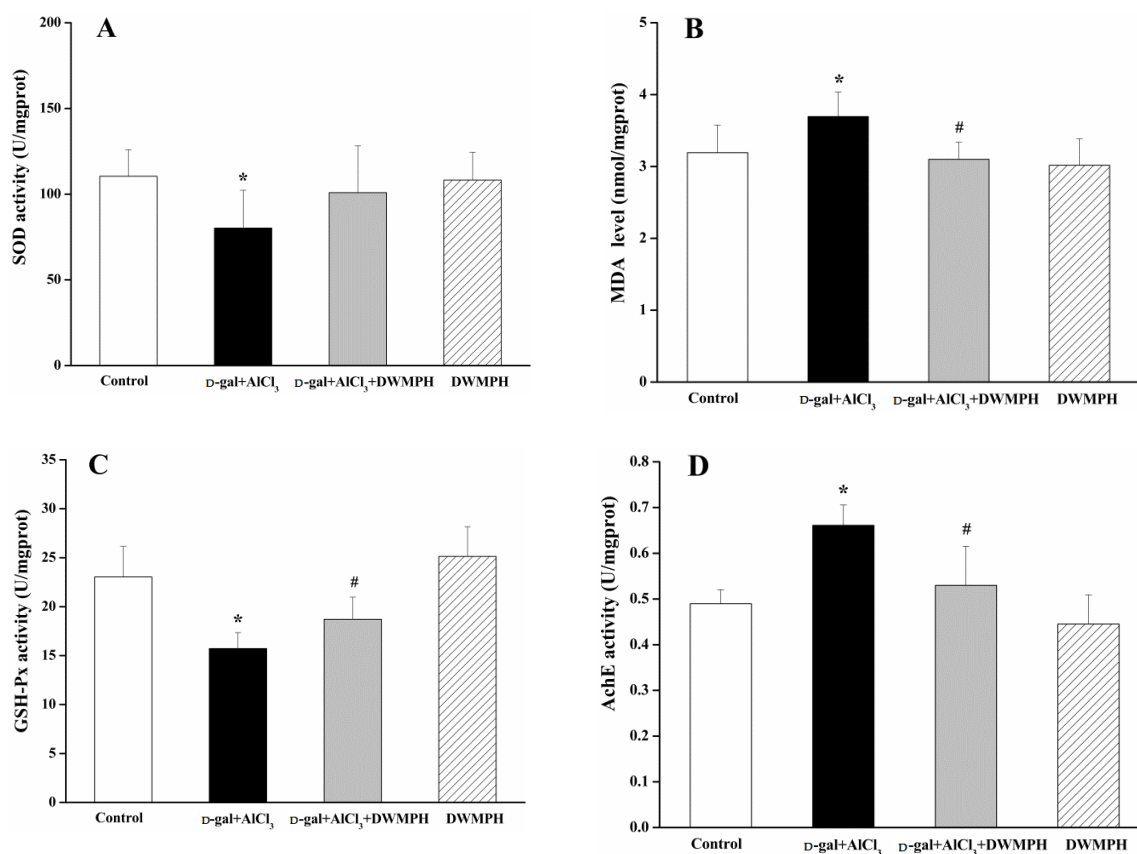 A
SOD activity (U/mgprot)
200
150
100
50
0
*
Control
D-gal+AlCl3
D-gal+AlCl3+DWMPH
DWMPH
B
MDA level (nmol/mgprot)
5
4
3
2
1
0
*
#
Control
D-gal+AlCl3
D-gal+AlCl3+DWMPH
DWMPH
C
GSH-Px activity (U/mgprot)
35
30
25
20
15
10
5
0
*
#
Control
D-gal+AlCl3
D-gal+AlCl3+DWMPH
DWMPH
D
AchE activity (U/mgprot)
0.8
0.7
0.6
0.5
0.4
0.3
0.2
0.1
0.0
*
#
Control
D-gal+AlCl3
D-gal+AlCl3+DWMPH
DWMPH